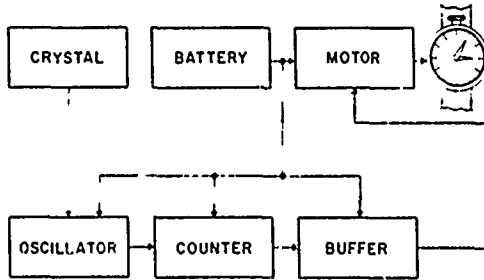 CRYSTAL
BATTERY
MOTOR
OSCILLATOR
COUNTER
BUFFER